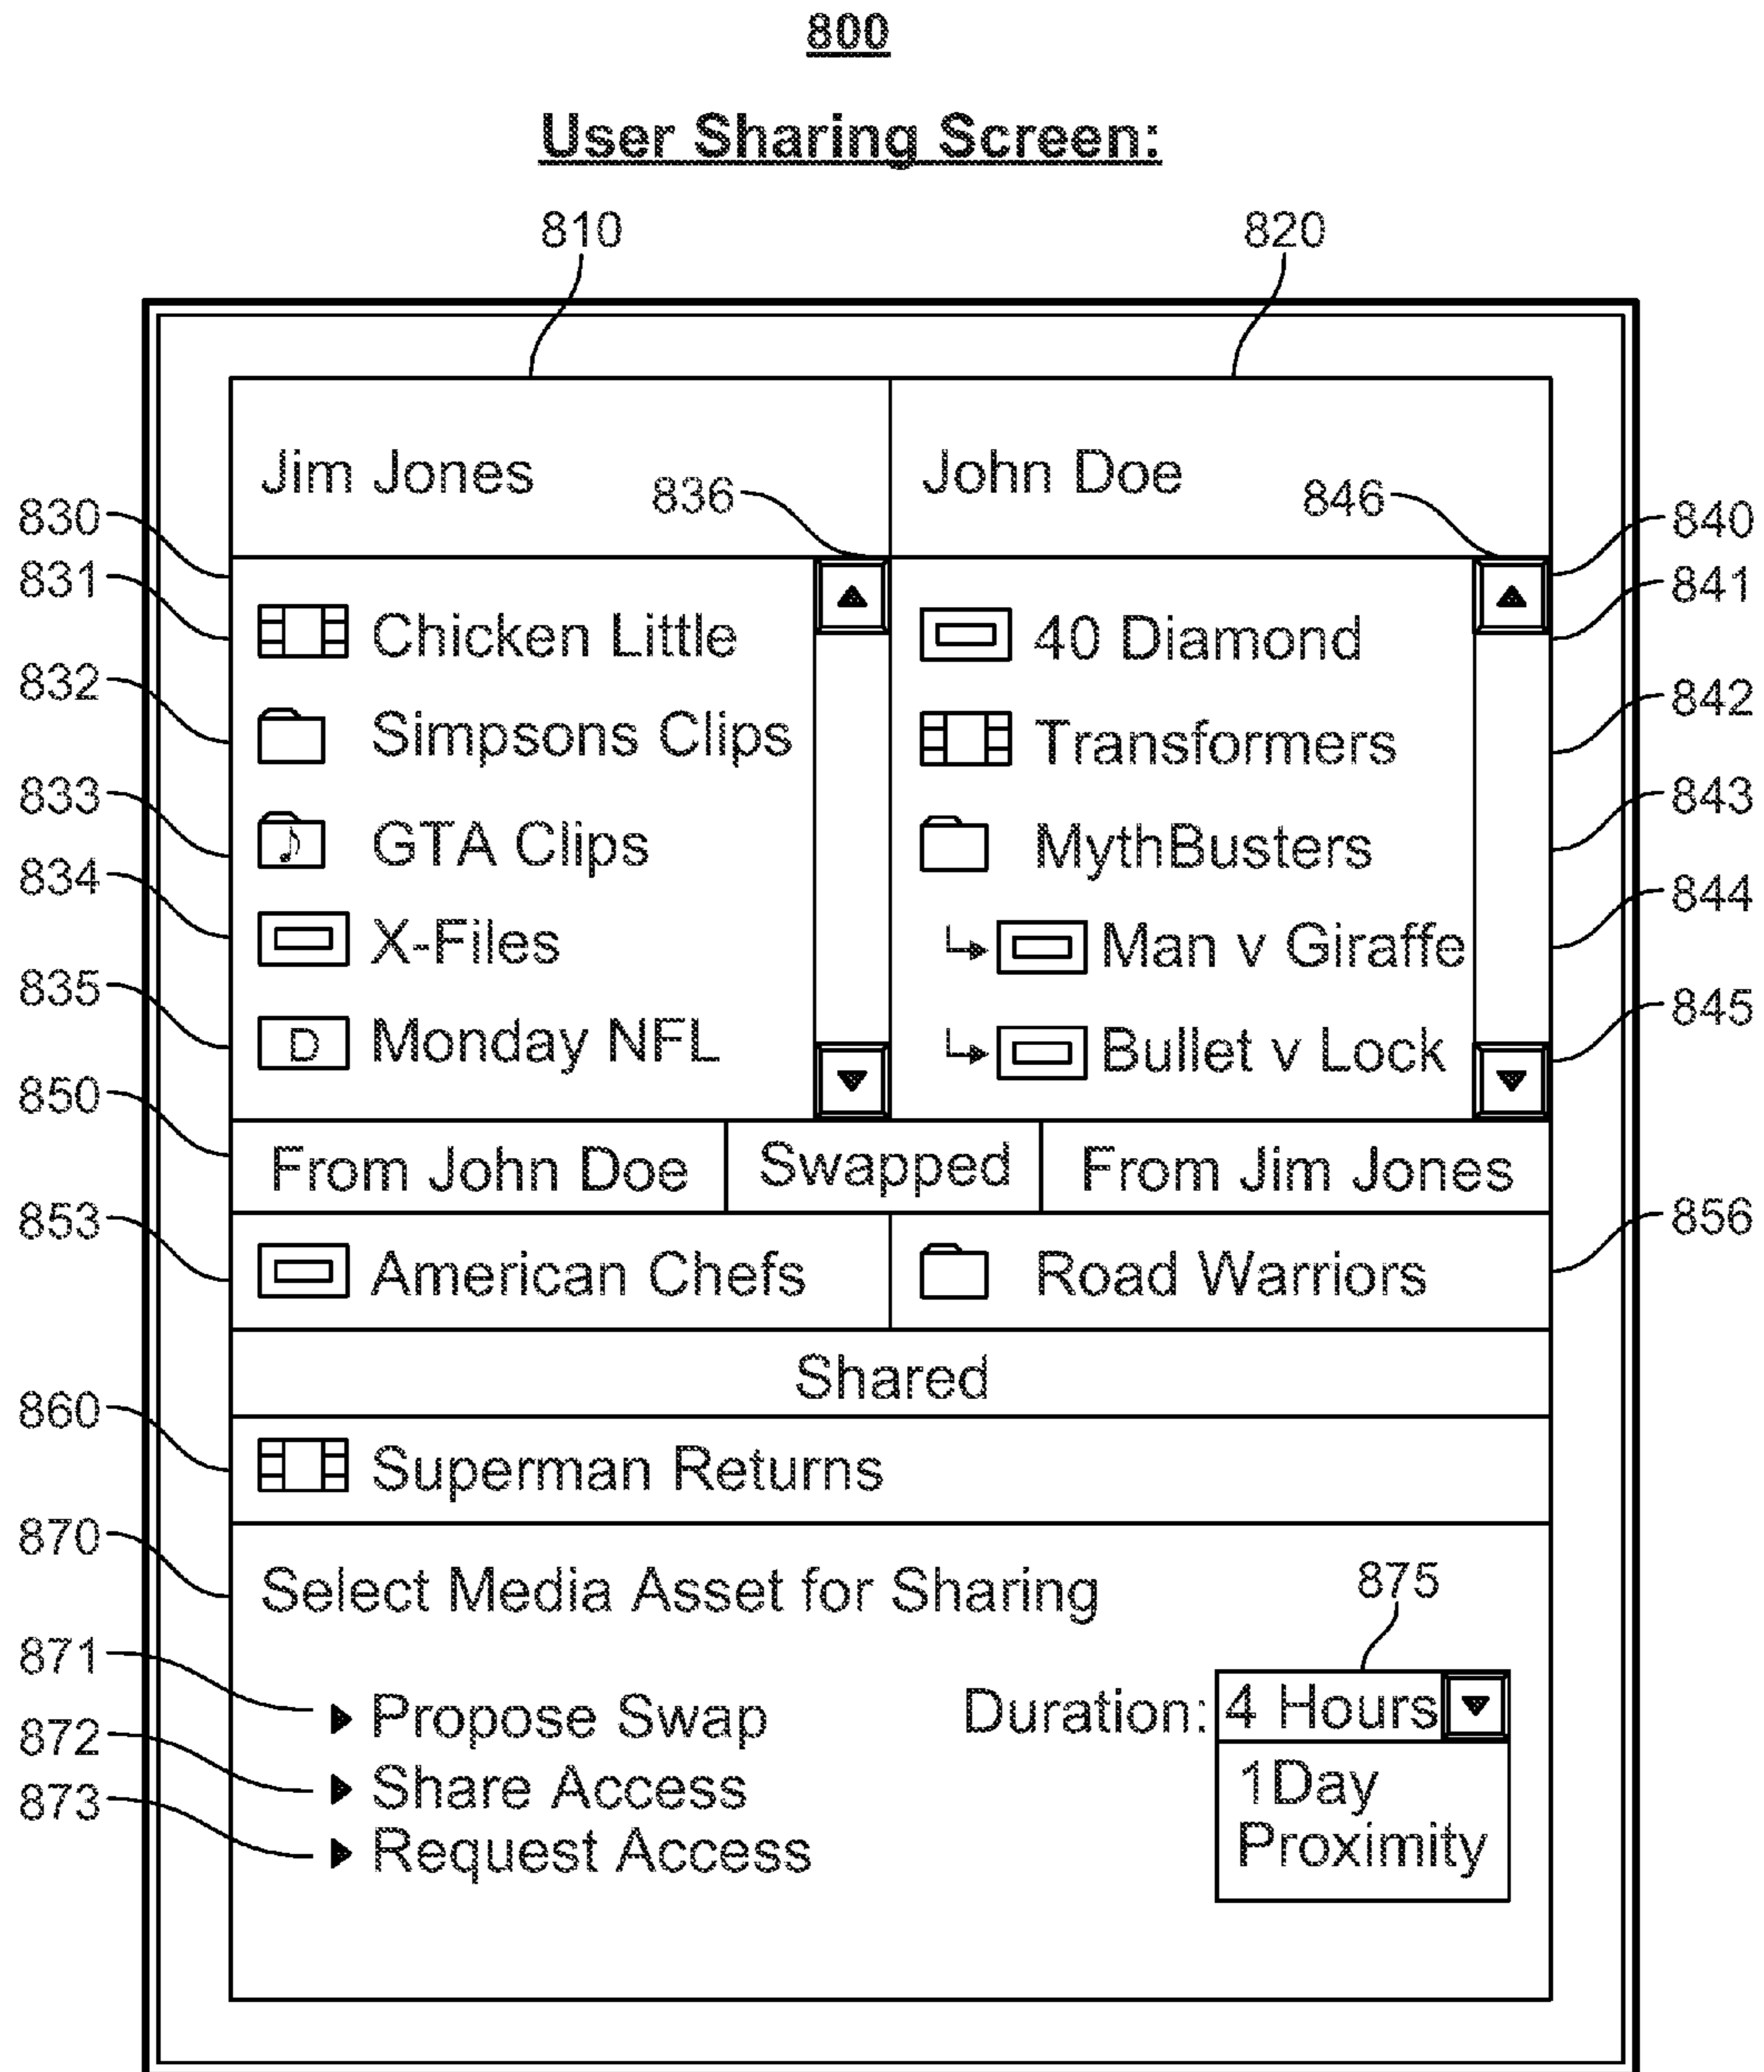 800
User Sharing Screen:
810 820
Jim Jones 836 John Doe 846
830 840
831 Chicken Little 40 Diamond 841
832 Simpsons Clips Transformers 842
833 GTA Clips MythBusters 843
834 X-Files Man v Giraffe 844
835 D Monday NFL Bullet v Lock 845
850 From John Doe Swapped From Jim Jones
853 American Chefs Road Warriors 856
Shared
860 Superman Returns
870 Select Media Asset for Sharing 875
871 Propose Swap Duration: 4 Hours
872 Share Access 1Day
873 Request Access Proximity